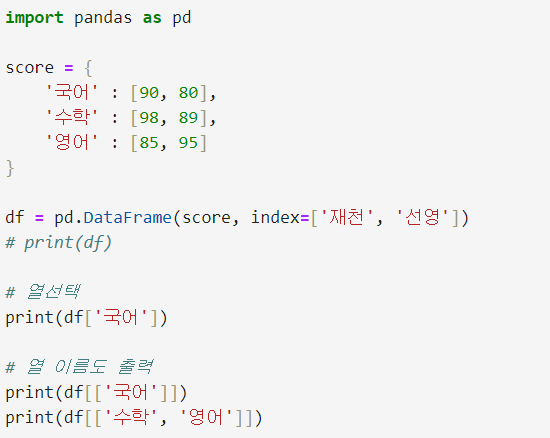 import pandas as pd
score = {
    '국어' : [90, 80],
    '수학' : [98, 89],
    '영어' : [85, 95]
}
df = pd.DataFrame(score, index=['재천', '선영'])
# print(df)
# 열선택
print(df['국어'])
# 열 이름도 출력
print(df[['국어']])
print(df[['수학', '영어']])